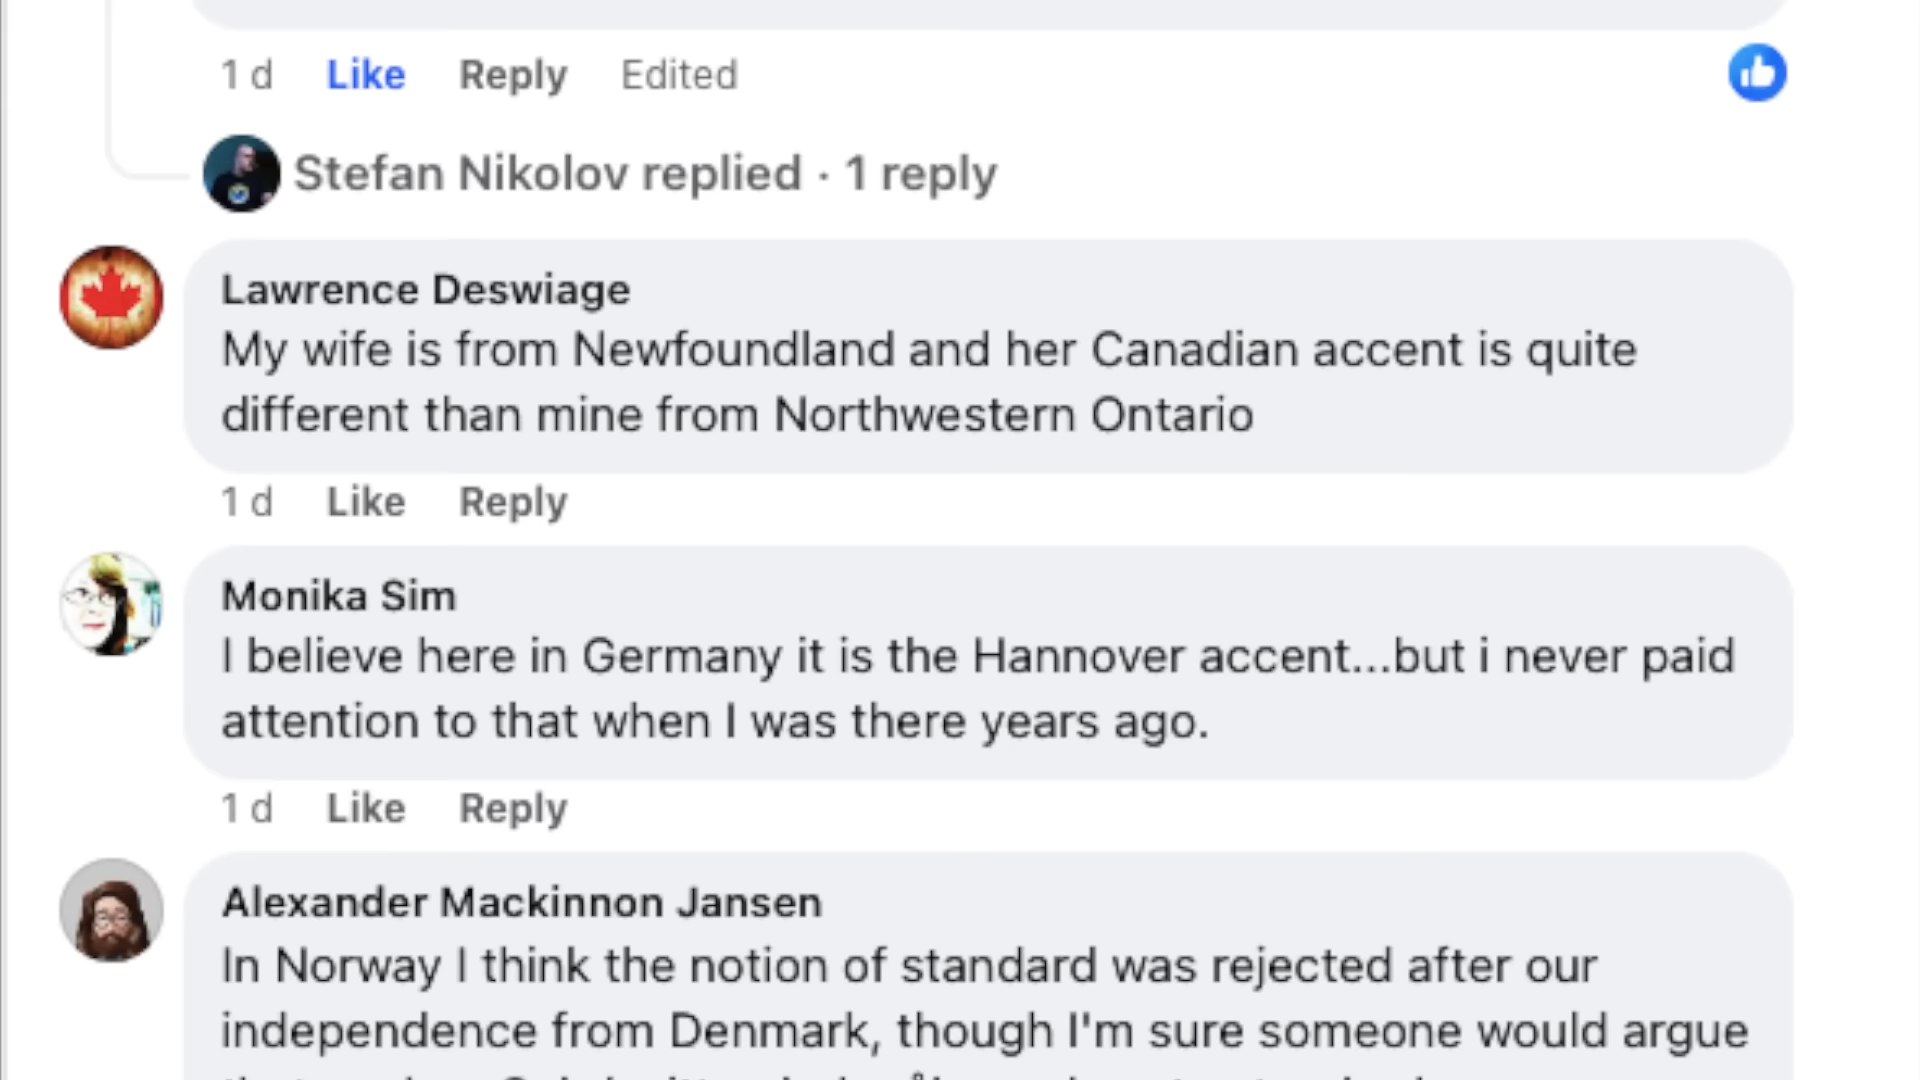 1 d Like Reply Edited
Stefan Nikolov replied · 1 reply
Lawrence Deswiage
My wife is from Newfoundland and her Canadian accent is quite
different than mine from Northwestern Ontario
1 d Like Reply
Monika Sim
I believe here in Germany it is the Hannover accent...but i never paid
attention to that when I was there years ago.
1 d Like Reply
Alexander Mackinnon Jansen
In Norway I think the notion of standard was rejected after our
independence from Denmark, though I'm sure someone would argue